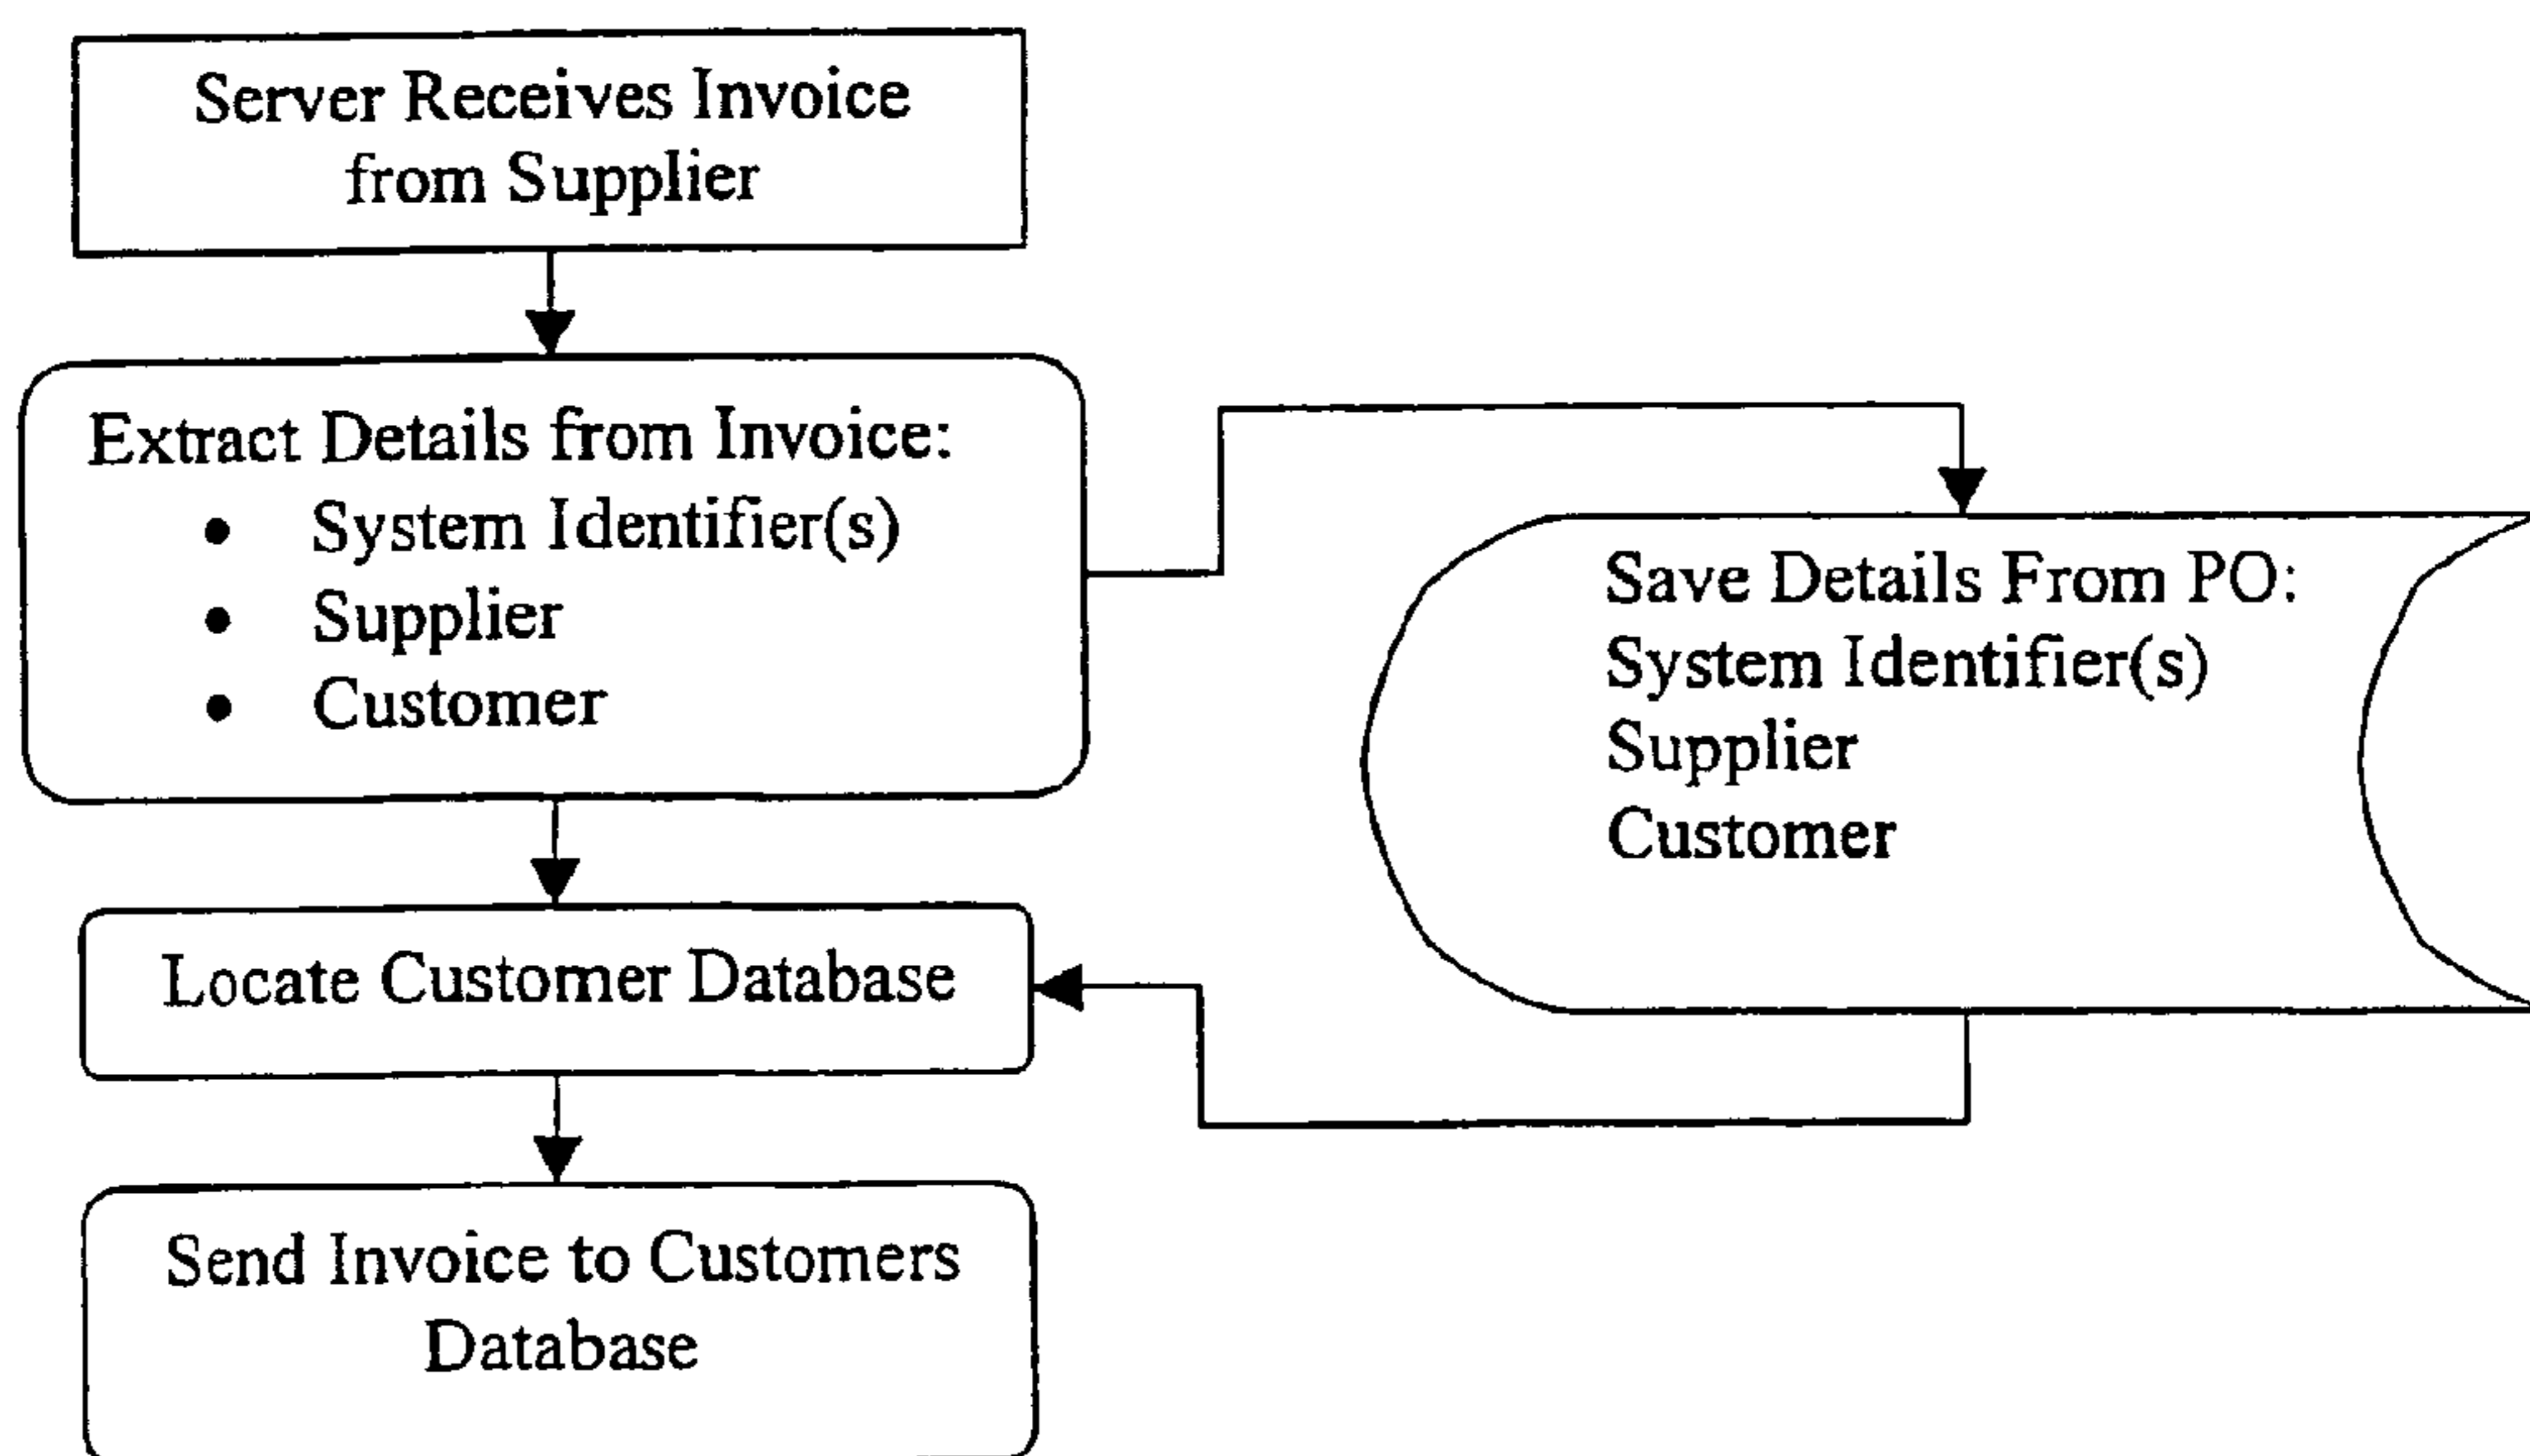 Server Receives Invoice
from Supplier
Extract Details from Invoice:
• System Identifier(s)
• Supplier
• Customer
Save Details From PO:
System Identifier(s)
Supplier
Customer
Locate Customer Database
Send Invoice to Customers
Database